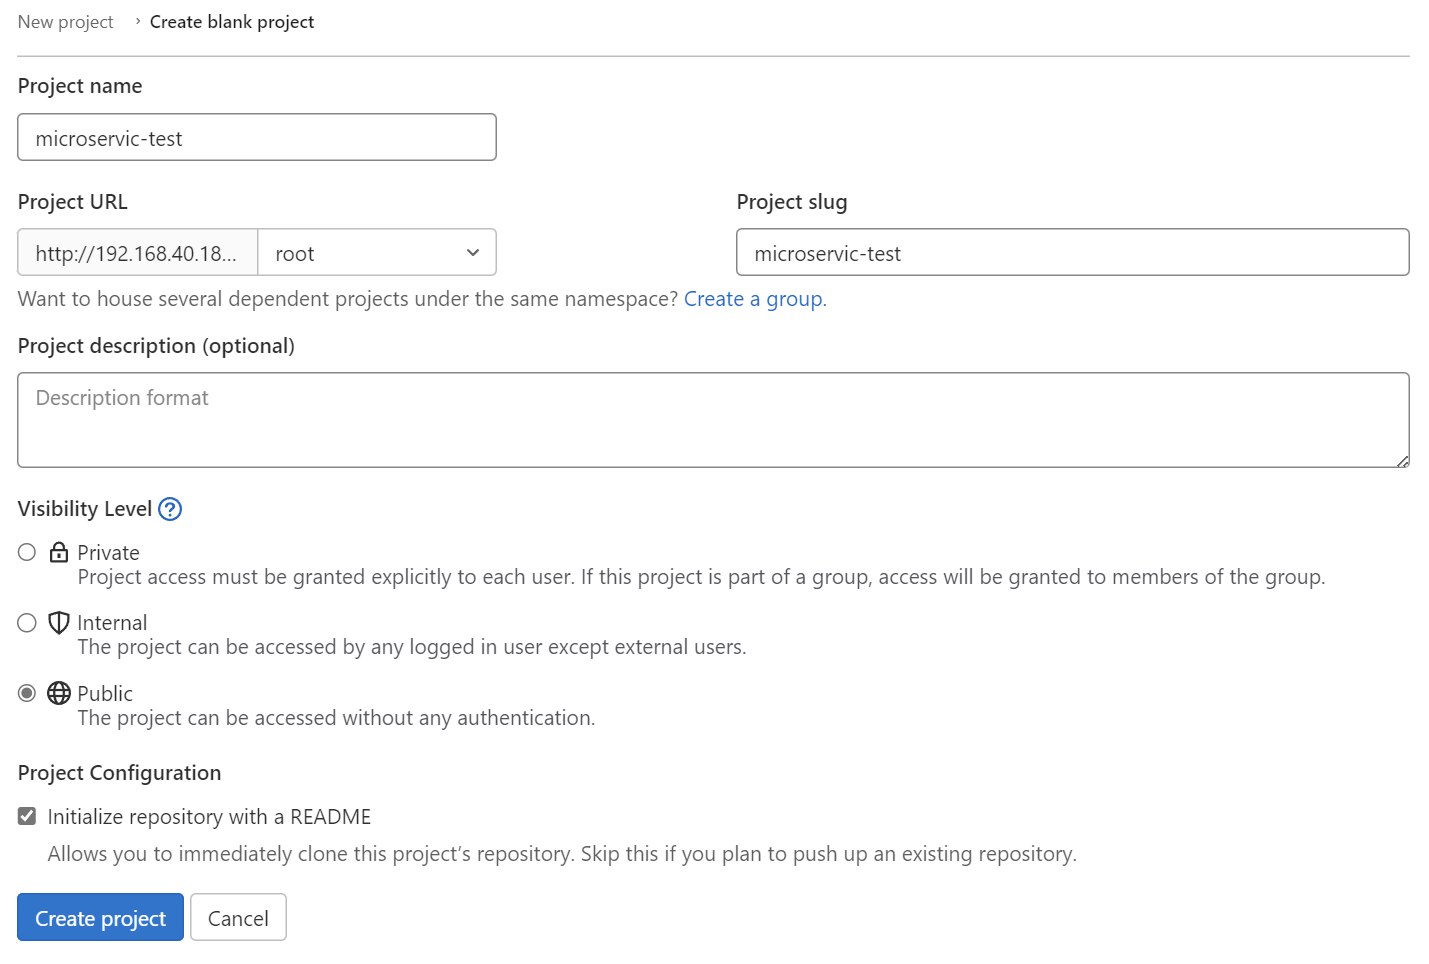 New project › Create blank project
Project name
microservic-test
Project URL
Project slug
http://192.168.40.18...
root
microservic-test
Want to house several dependent projects under the same namespace? Create a group.
Project description (optional)
Description format
Visibility Level
Private
Project access must be granted explicitly to each user. If this project is part of a group, access will be granted to members of the group.
Internal
The project can be accessed by any logged in user except external users.
Public
The project can be accessed without any authentication.
Project Configuration
Initialize repository with a README
Allows you to immediately clone this project’s repository. Skip this if you plan to push up an existing repository.
Create project
Cancel